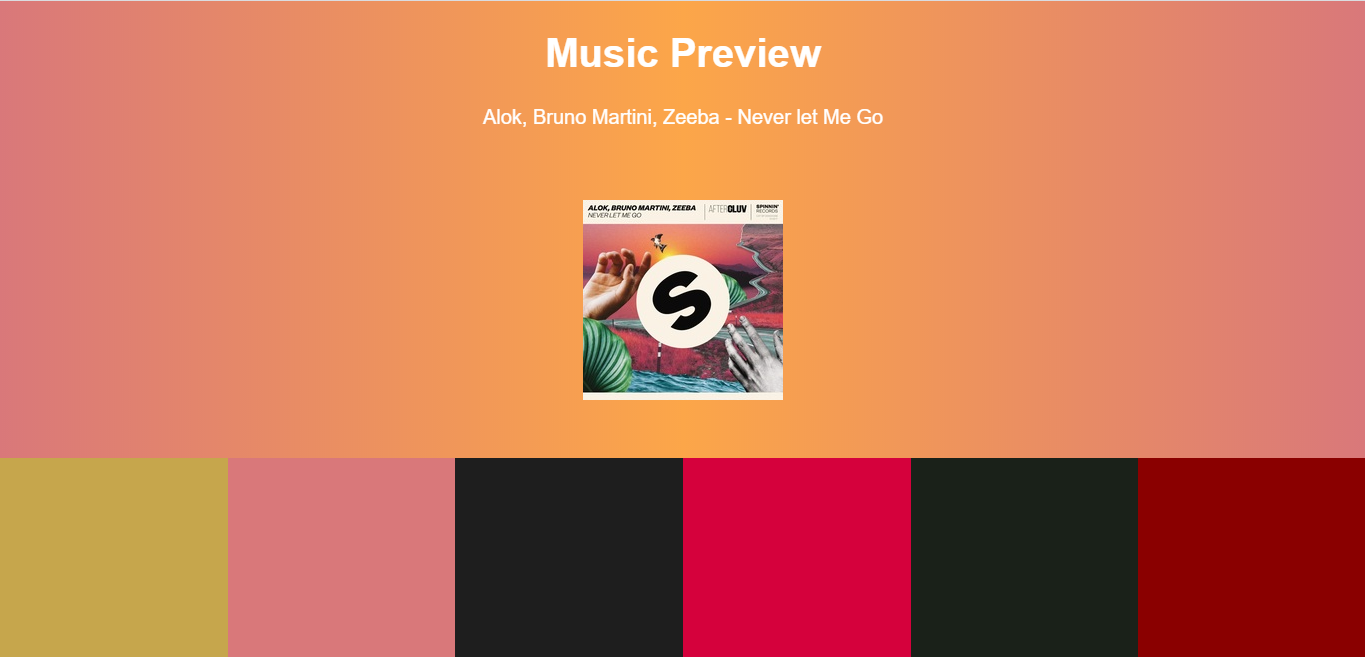 Music Preview
Alok, Bruno Martini, Zeeba - Never let Me Go
ALOK, BRUNO MARTINI, ZEEBA
NEVER LET ME GO
AFTERCLUV
SPINNIN'
RECORDS